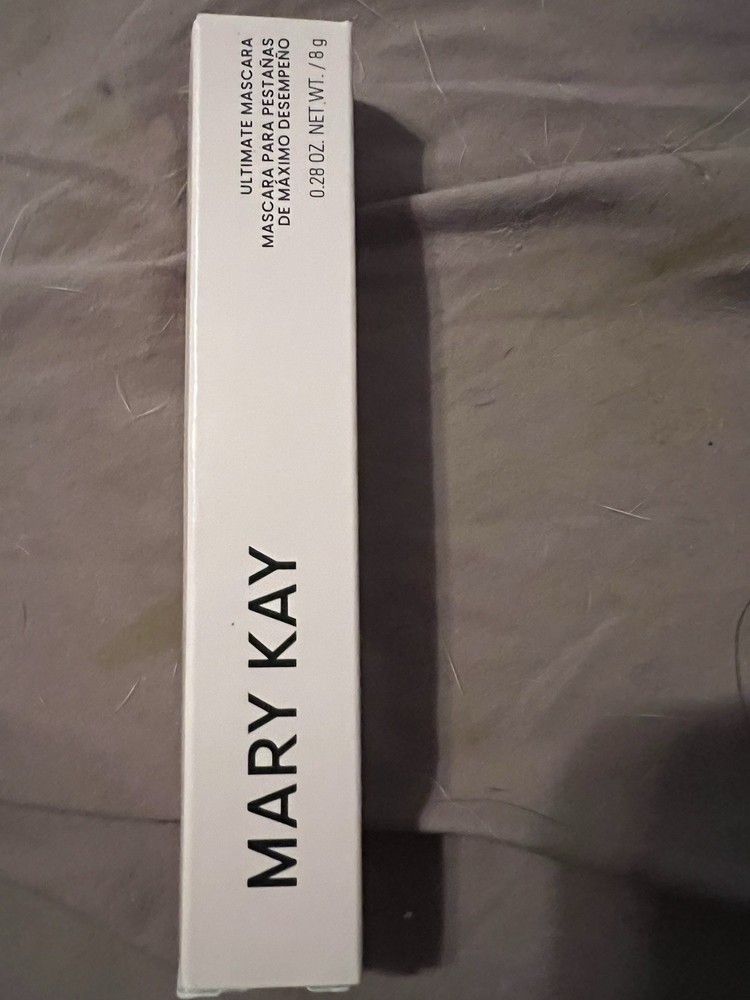 MARY KAY
ULTIMATE MASCARA
MASCARA PARA PESTAÑAS
DE MÁXIMO DESEMPEÑO
0.28 OZ. NET WT. / 8 g